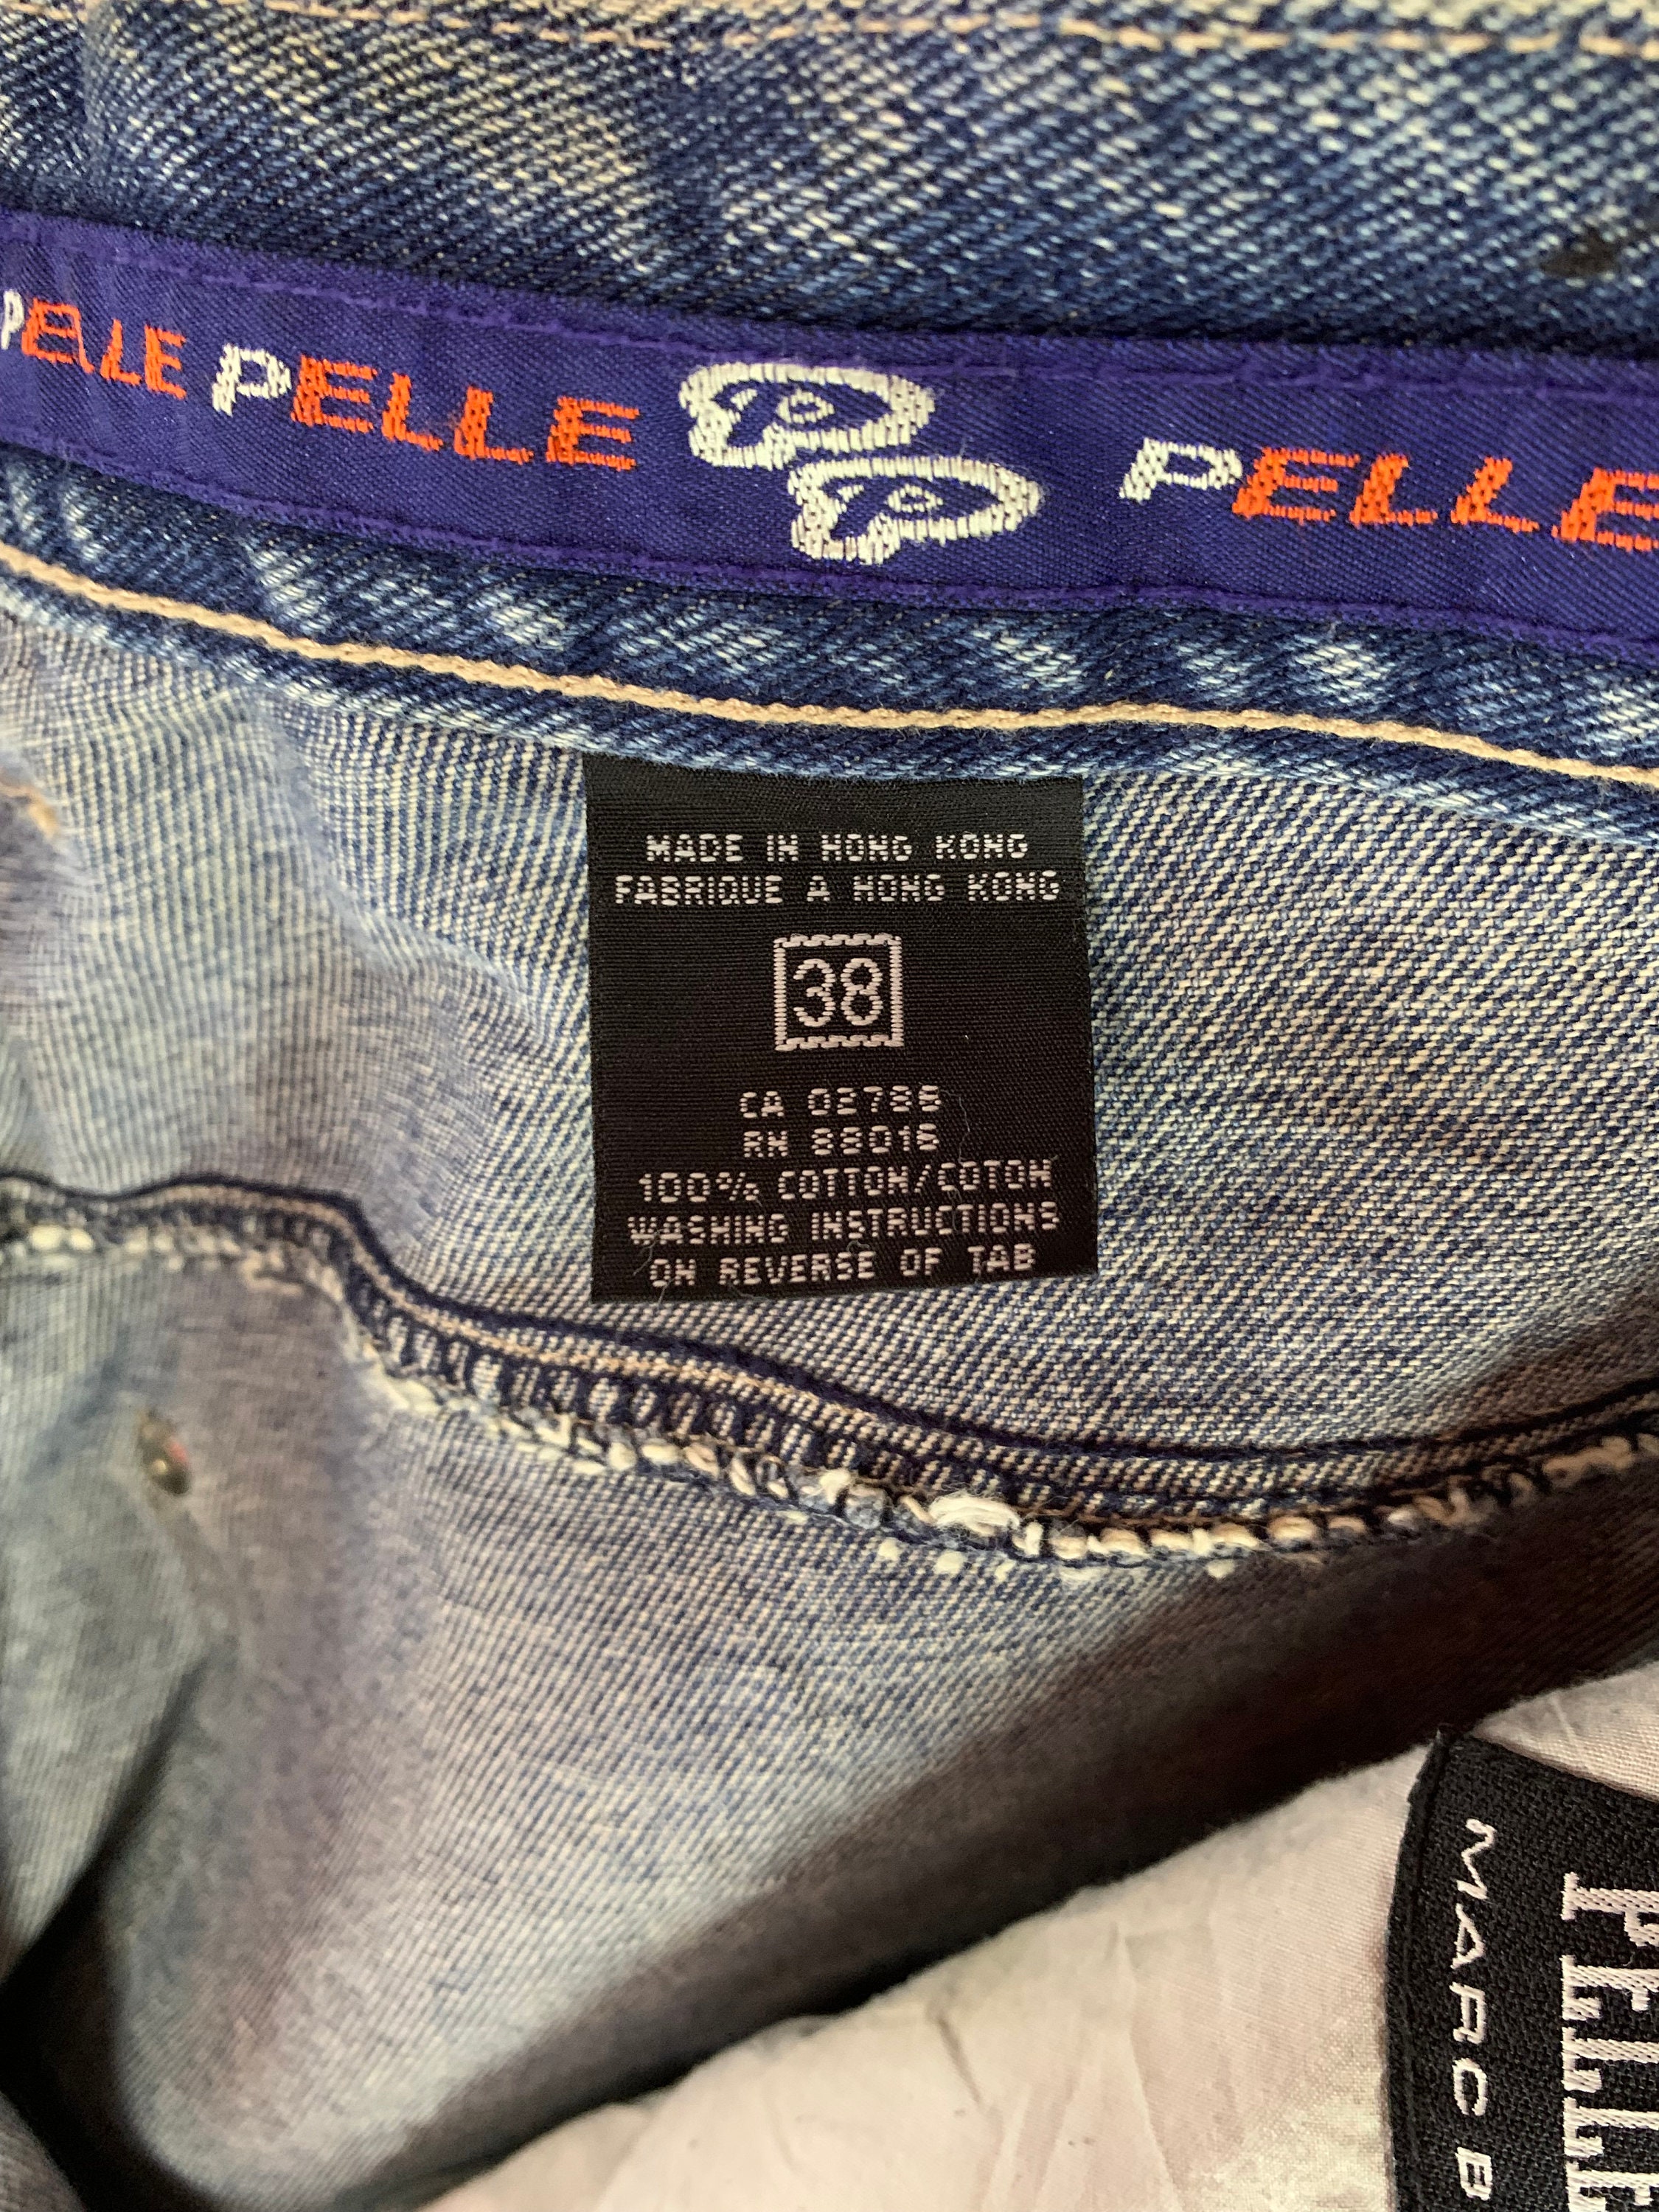 PELLE PELLE PP PELLE
MADE IN HONG KONG
FABRIQUE A HONG KONG
38
CA 02786
RN 88016
100% COTTON/COTON
WASHING INSTRUCTIONS
ON REVERSE OF TAB
PELLE
MARC B